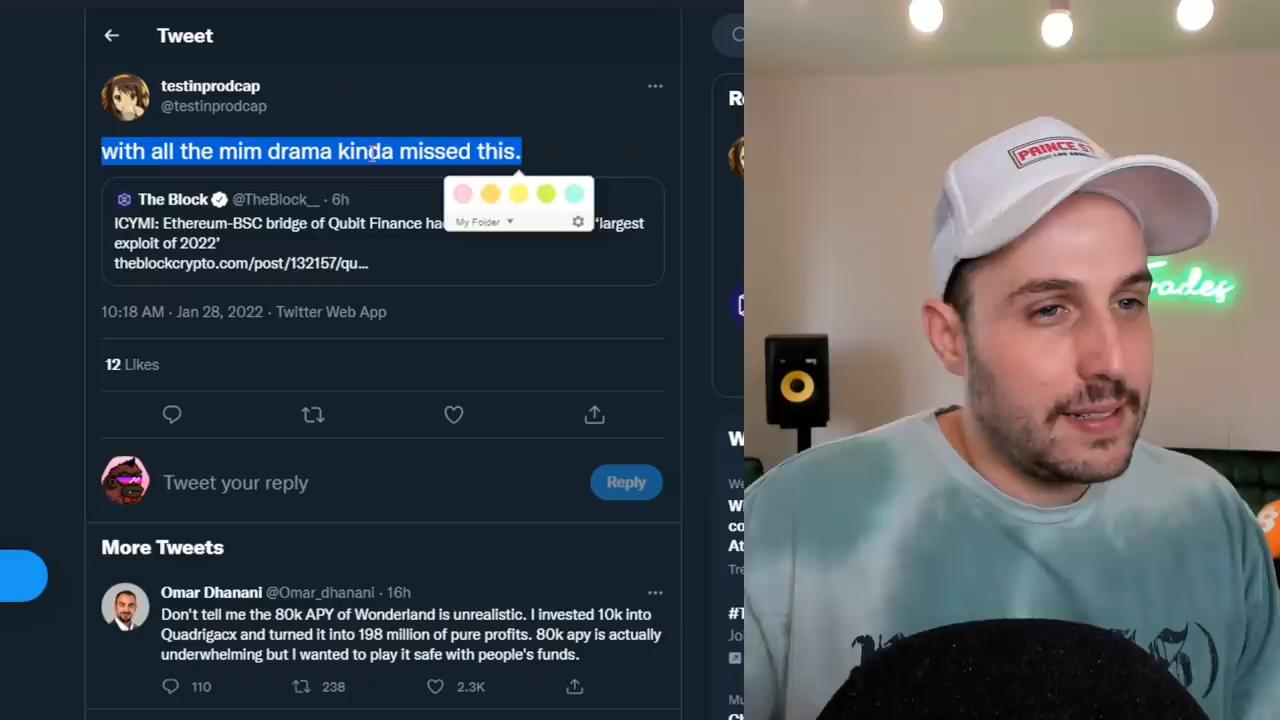 Tweet
testinprodcap
@testinprodcap
with all the mim drama kinda missed this.
The Block @TheBlock__ · 6h
ICYMI: Ethereum-BSC bridge of Qubit Finance 'largest
exploit of 2022'
theblockcrypto.com/post/132157/qu...
My Folder
10:18 AM · Jan 28, 2022 · Twitter Web App
12 Likes
Tweet your reply
Reply
More Tweets
Omar Dhanani @Omar_dhanani · 16h
Don't tell me the 80k APY of Wonderland is unrealistic. I invested 10k into
Quadrigacx and turned it into 198 million of pure profits. 80k apy is actually
underwhelming but I wanted to play it safe with people's funds.
110
238
2.3K
PRINCE ST